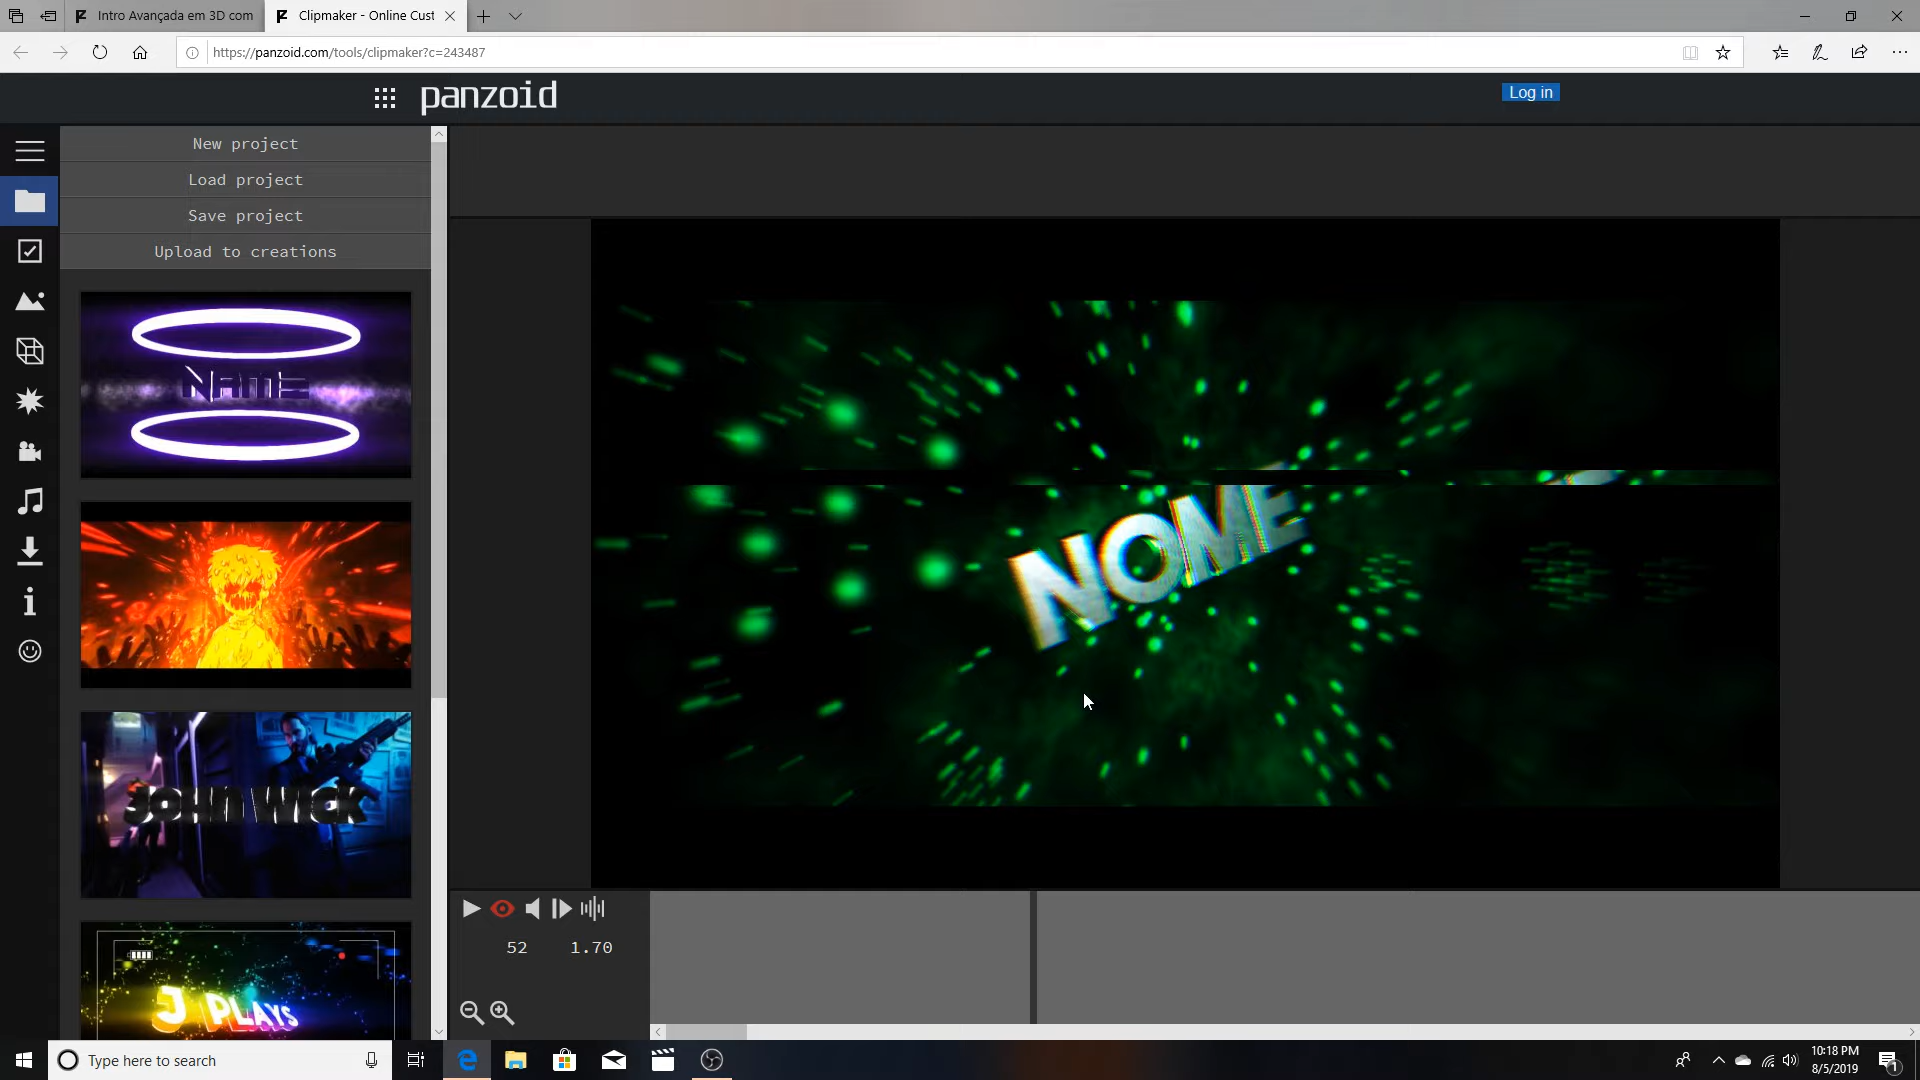 Intro Avançada em 3D com
Clipmaker - Online Cust
https://panzoid.com/tools/clipmaker?c=243487
panzoid
Log in
New project
Load project
Save project
Upload to creations
NAME
JOHN WICK
J PLAYS
NOME
52 1.70
Type here to search
10:18 PM
8/5/2019
1